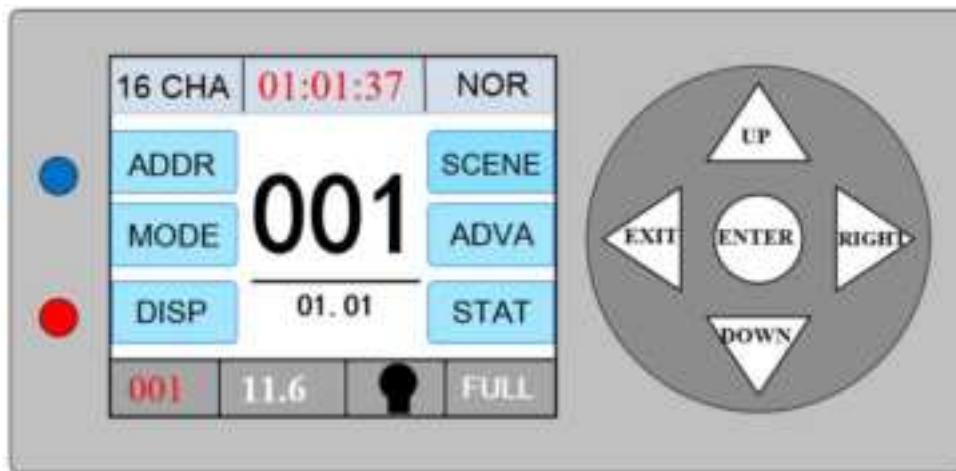 16 CHA 01:01:37 NOR
ADDR
MODE
DISP
001
01.01
SCENE
ADVA
STAT
001 11.6 FULL
UP
EXIT ENTER RIGHT
DOWN